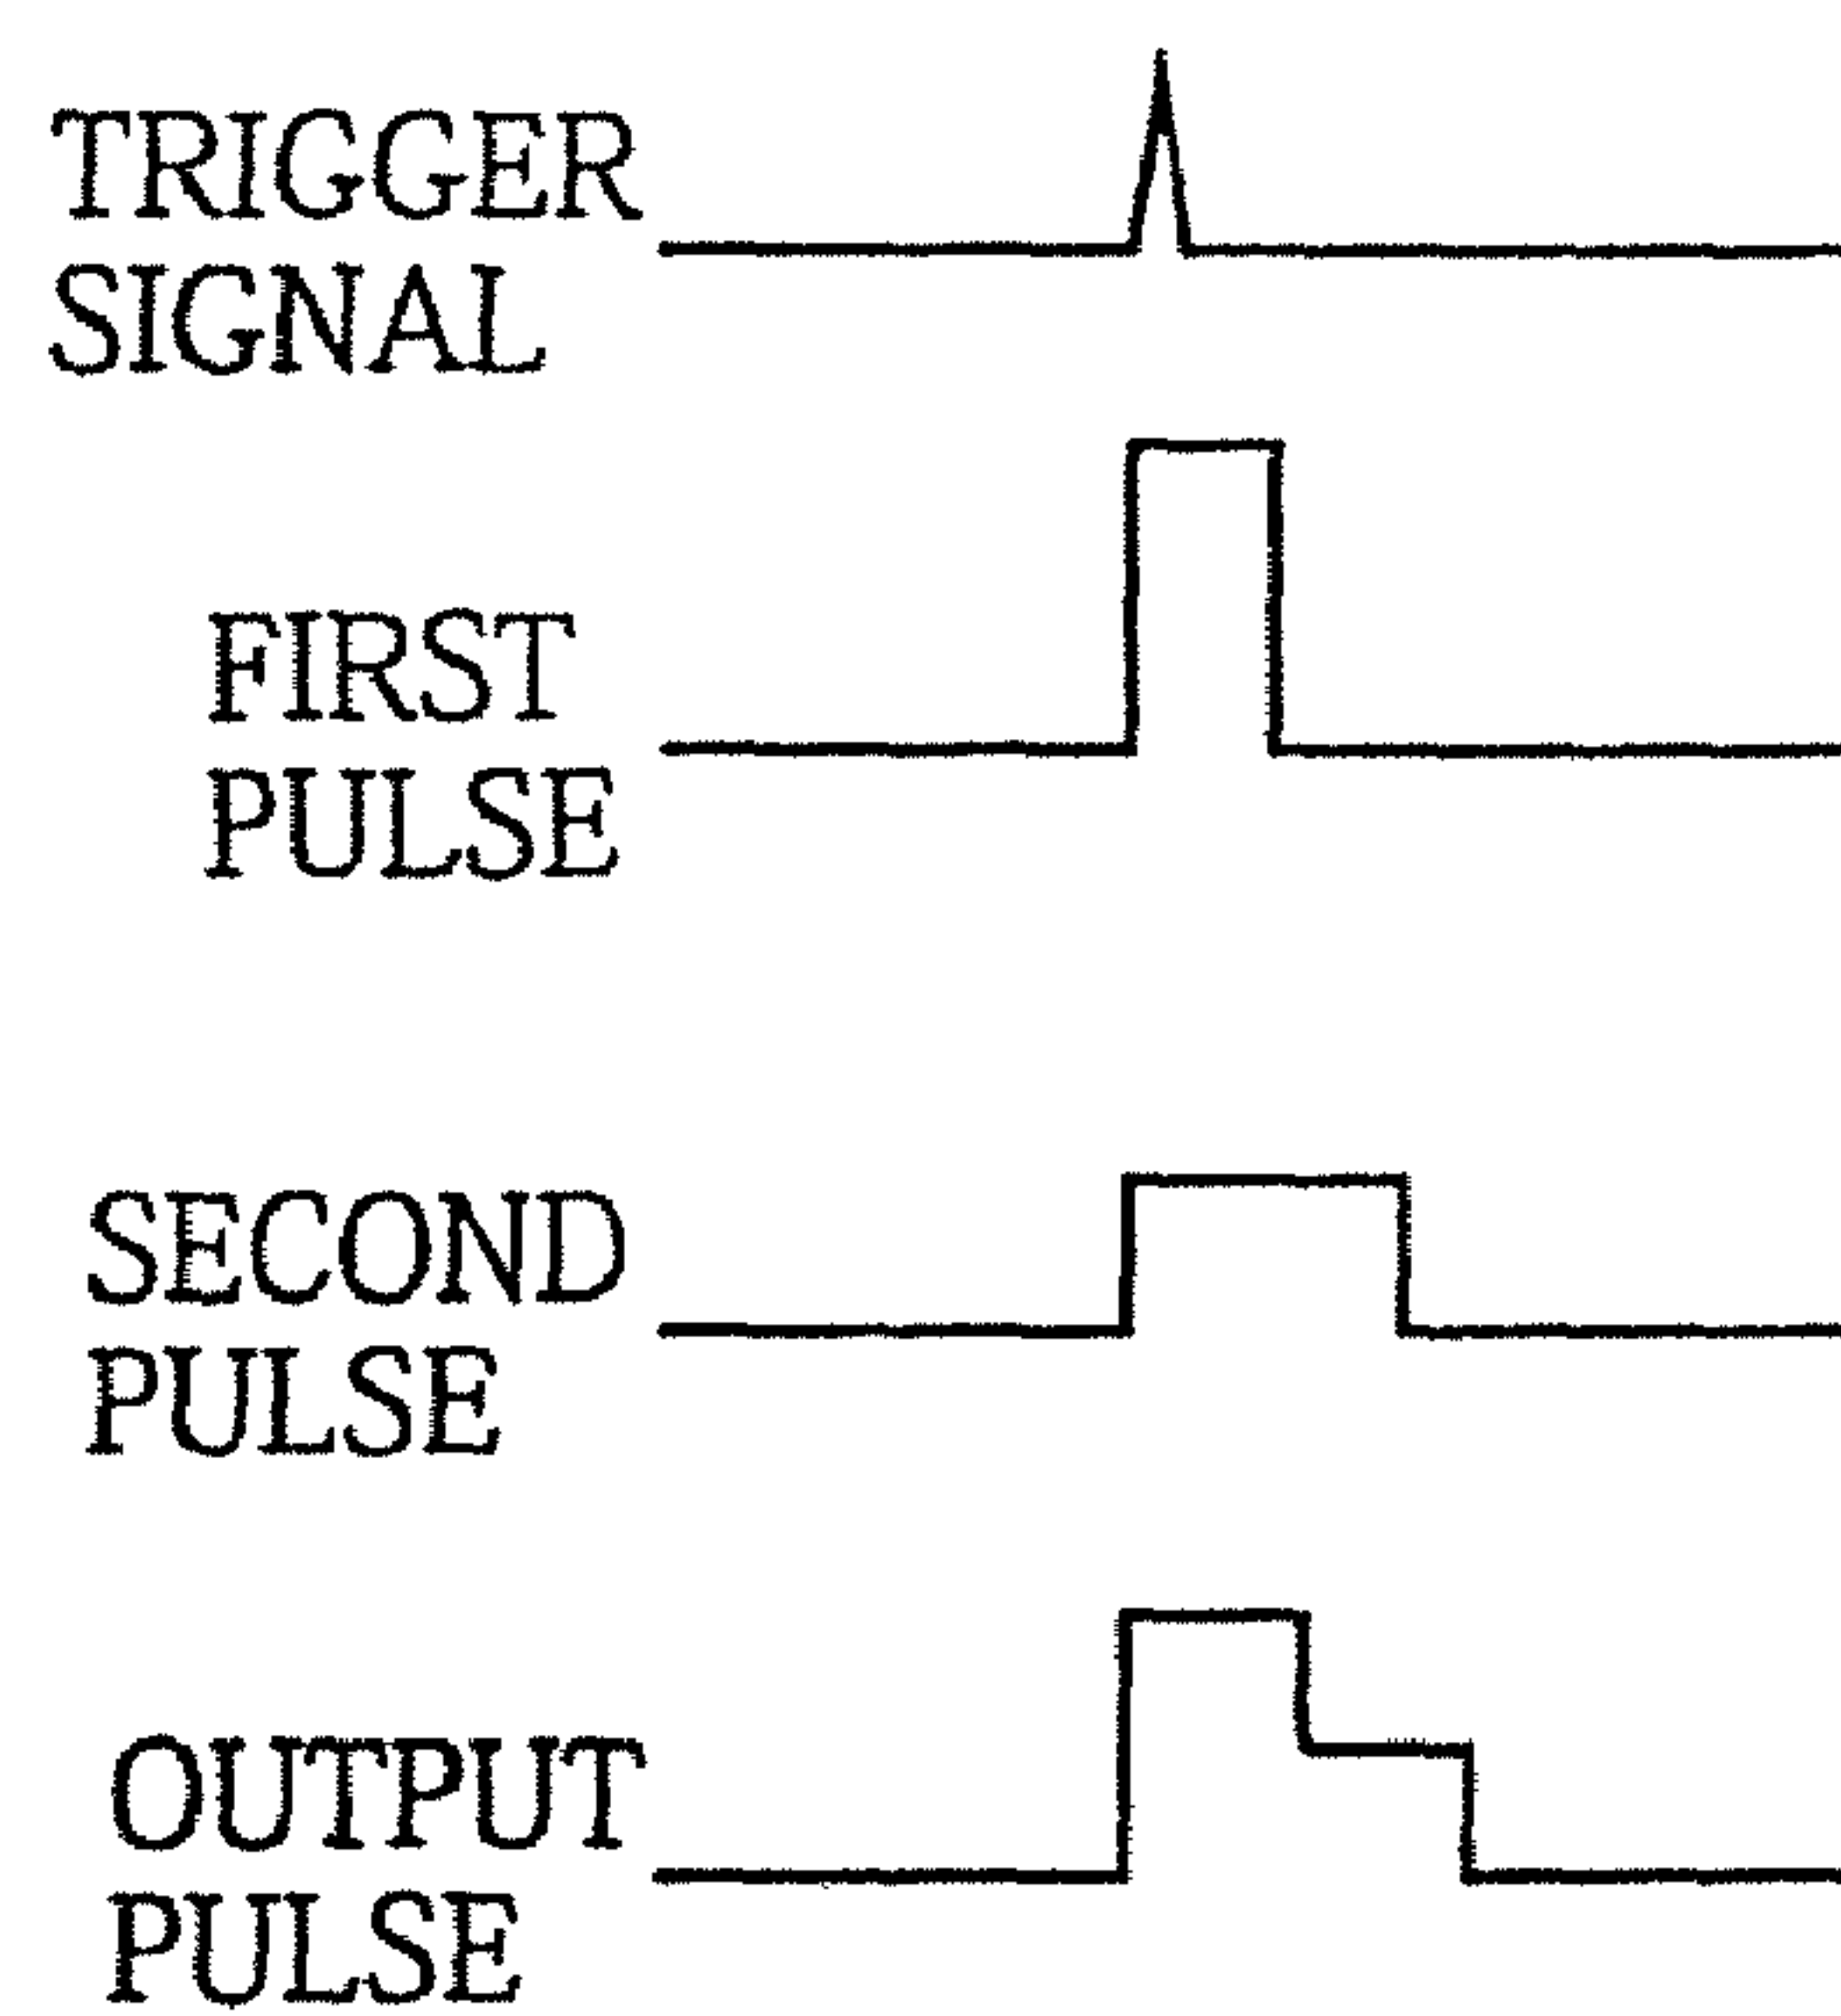 TRIGGER
SIGNAL
FIRST
PULSE
SECOND
PULSE
OUTPUT
PULSE